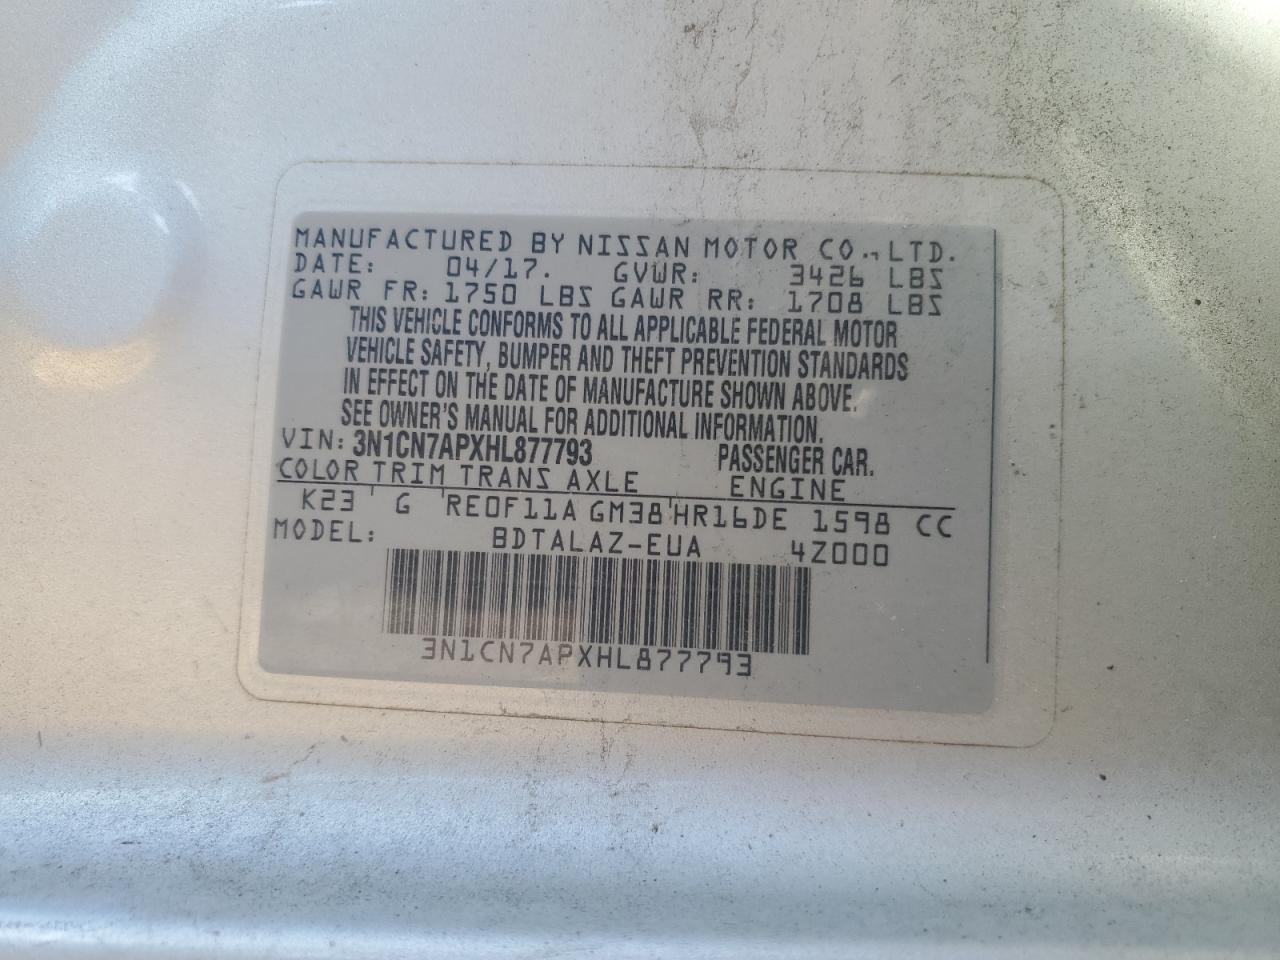 MANUFACTURED BY NISSAN MOTOR CO., LTD.
DATE: 04/17. GVWR: 3426 LBS
GAWR FR: 1750 LBS GAWR RR: 1708 LBS
THIS VEHICLE CONFORMS TO ALL APPLICABLE FEDERAL MOTOR
VEHICLE SAFETY, BUMPER AND THEFT PREVENTION STANDARDS
IN EFFECT ON THE DATE OF MANUFACTURE SHOWN ABOVE.
SEE OWNER'S MANUAL FOR ADDITIONAL INFORMATION.
VIN: 3N1CN7APXHL877793 PASSENGER CAR.
COLOR TRIM TRANS AXLE ENGINE
K23 ' G ' RE0F11A GM38 ' HR16DE 1598 CC
MODEL: BDTALAZ-EUA 4Z000
3N1CN7APXHL877793